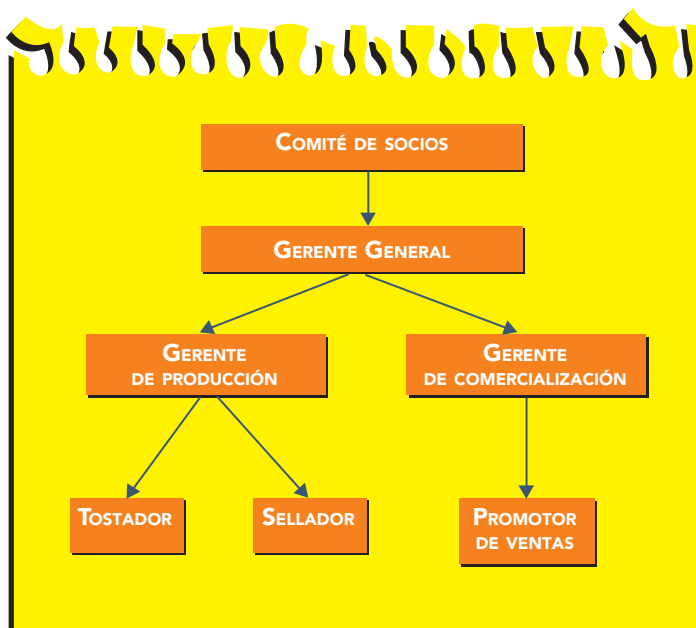 Comité de socios
Gerente General
Gerente
de producción
Gerente
de comercialización
Tostador
Sellador
Promotor
de ventas